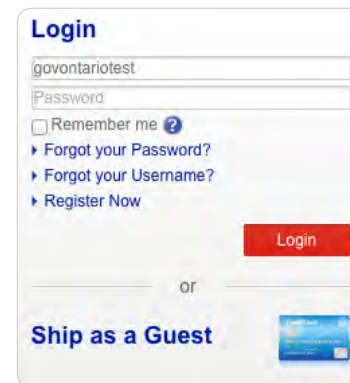 Login
govontariotest
Password
Remember me ?
Forgot your Password?
Forgot your Username?
Register Now
Login
or
Ship as a Guest